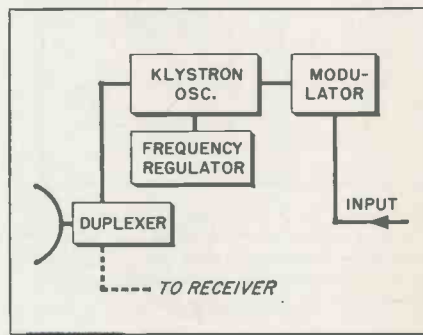 KLYSTRON
OSC.
MODU-
LATOR
FREQUENCY
REGULATOR
INPUT
DUPLEXER
TO RECEIVER